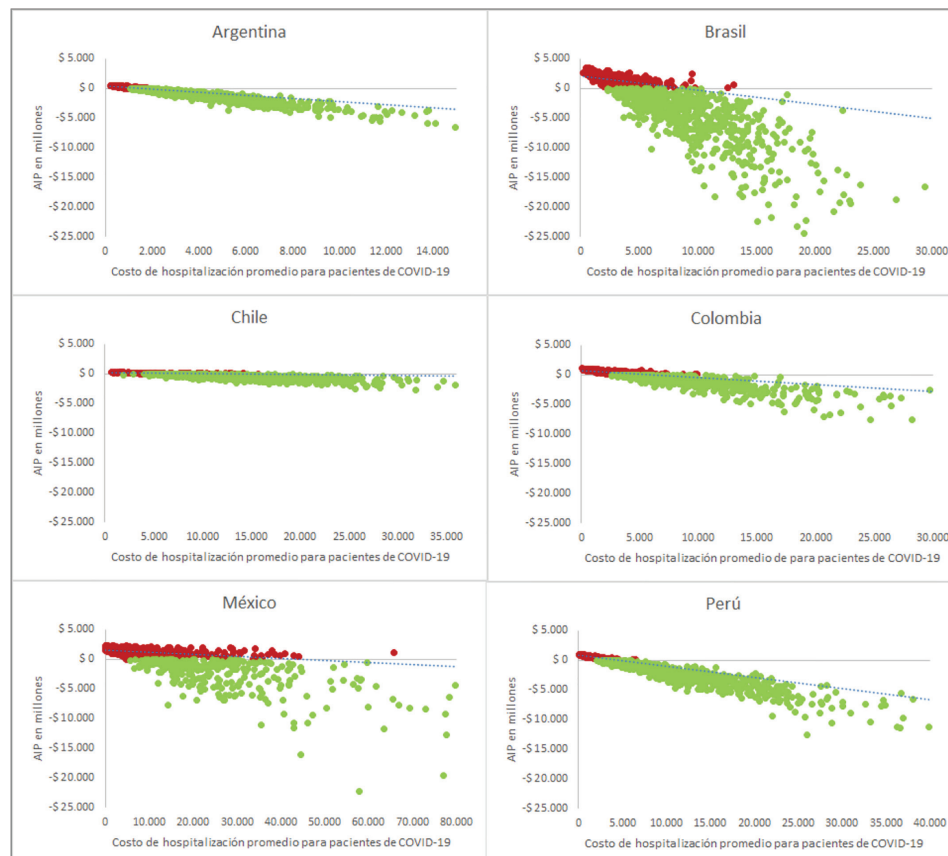 Argentina
$ 5.000
$ 0
-$ 5.000
-$ 10.000
-$ 15.000
-$ 20.000
-$ 25.000
AIP en millones
0 2.000 4.000 6.000 8.000 10.000 12.000 14.000
Costo de hospitalización promedio para pacientes de COVID-19
Brasil
$ 5.000
$ 0
-$ 5.000
-$ 10.000
-$ 15.000
-$ 20.000
-$ 25.000
AIP en millones
0 5.000 10.000 15.000 20.000 25.000 30.000
Costo de hospitalización promedio para pacientes de COVID-19
Chile
$ 5.000
$ 0
-$ 5.000
-$ 10.000
-$ 15.000
-$ 20.000
-$ 25.000
AIP en millones
0 5.000 10.000 15.000 20.000 25.000 30.000 35.000
Costo de hospitalización promedio para pacientes de COVID-19
Colombia
$ 5.000
$ 0
-$ 5.000
-$ 10.000
-$ 15.000
-$ 20.000
-$ 25.000
AIP en millones
0 5.000 10.000 15.000 20.000 25.000 30.000
Costo de hospitalización promedio de para pacientes de COVID-19
México
$ 5.000
$ 0
-$ 5.000
-$ 10.000
-$ 15.000
-$ 20.000
-$ 25.000
AIP en millones
0 10.000 20.000 30.000 40.000 50.000 60.000 70.000 80.000
Costo de hospitalización promedio para pacientes de COVID-19
Perú
$ 5.000
$ 0
-$ 5.000
-$ 10.000
-$ 15.000
-$ 20.000
-$ 25.000
AIP en millones
0 5.000 10.000 15.000 20.000 25.000 30.000 35.000 40.000
Costo de hospitalización promedio para pacientes de COVID-19